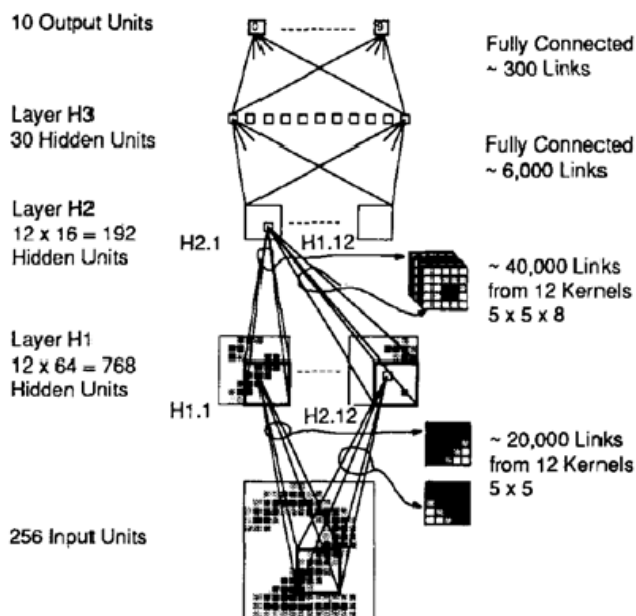 10 Output Units
0
9
Fully Connected
~ 300 Links
Layer H3
30 Hidden Units
Fully Connected
~ 6,000 Links
Layer H2
12 x 16 = 192
Hidden Units
H2.1
H1.12
~ 40,000 Links
from 12 Kernels
5 x 5 x 8
Layer H1
12 x 64 = 768
Hidden Units
H1.1
H2.12
~ 20,000 Links
from 12 Kernels
5 x 5
256 Input Units